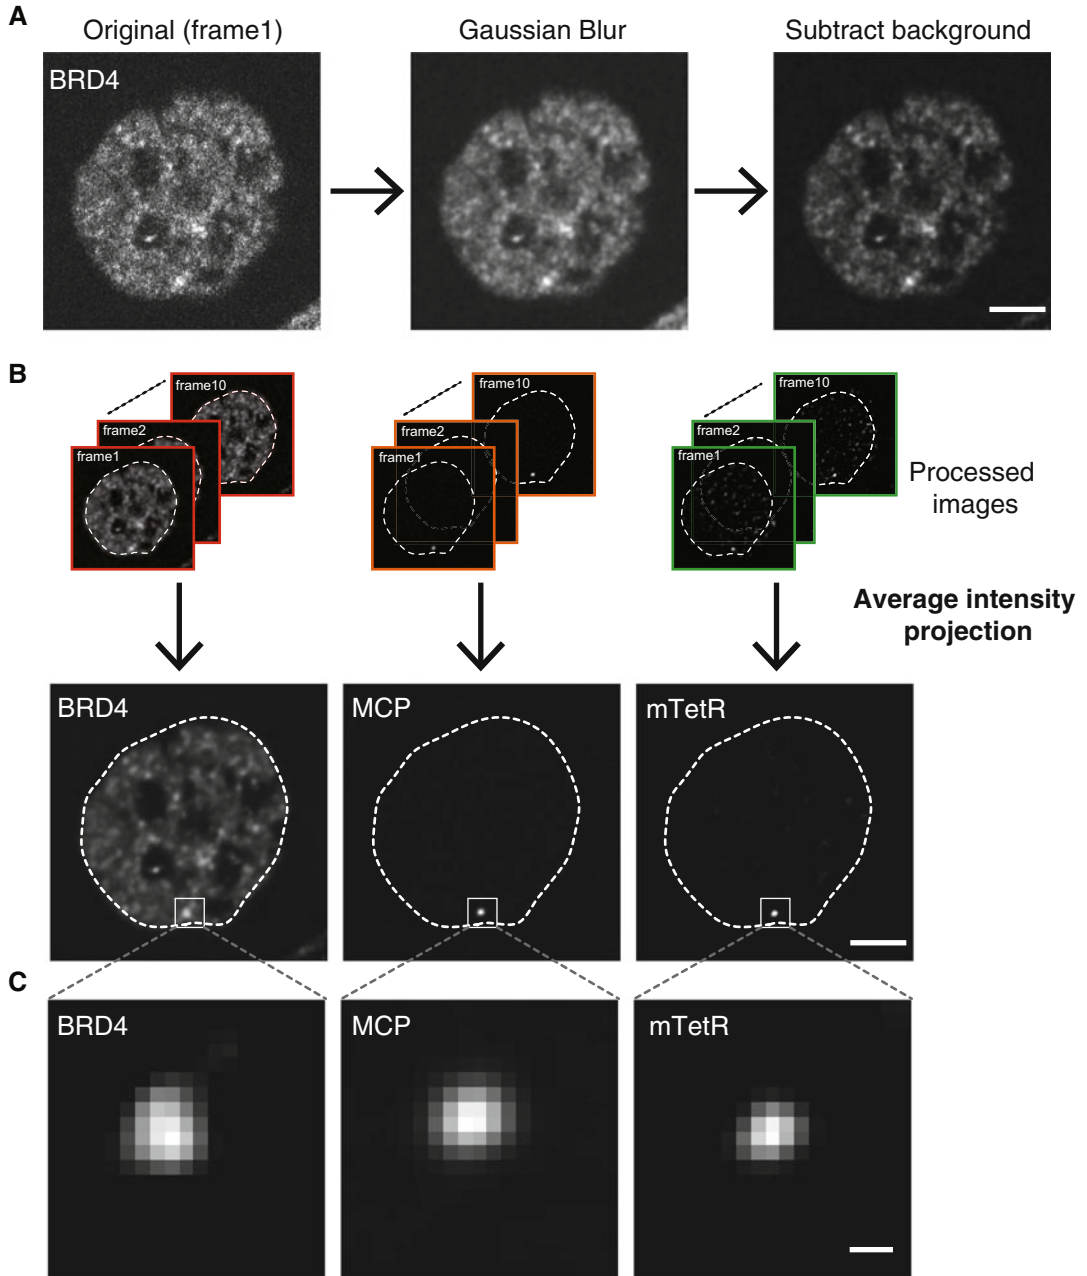 A
Original (frame1)
Gaussian Blur
Subtract background
BRD4
B
frame10
frame2
frame1
frame10
frame2
frame1
frame10
frame2
frame1
Processed
images
Average intensity
projection
BRD4
MCP
mTetR
C
BRD4
MCP
mTetR